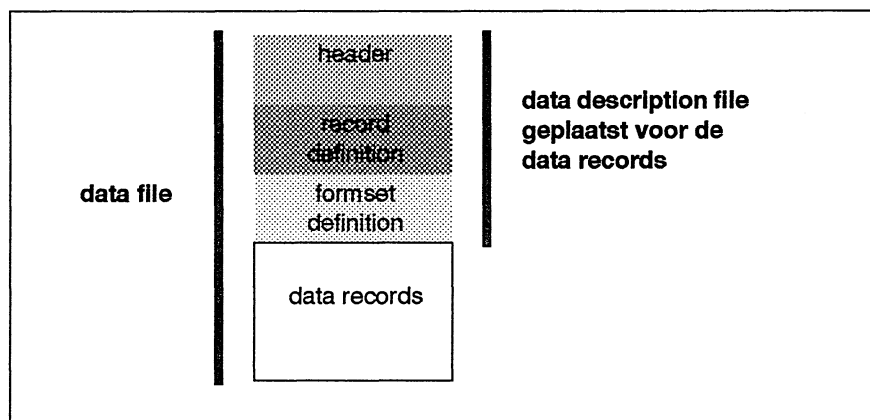 header
record
definition
formset
definition
data records
data file
data description file
geplaatst voor de
data records